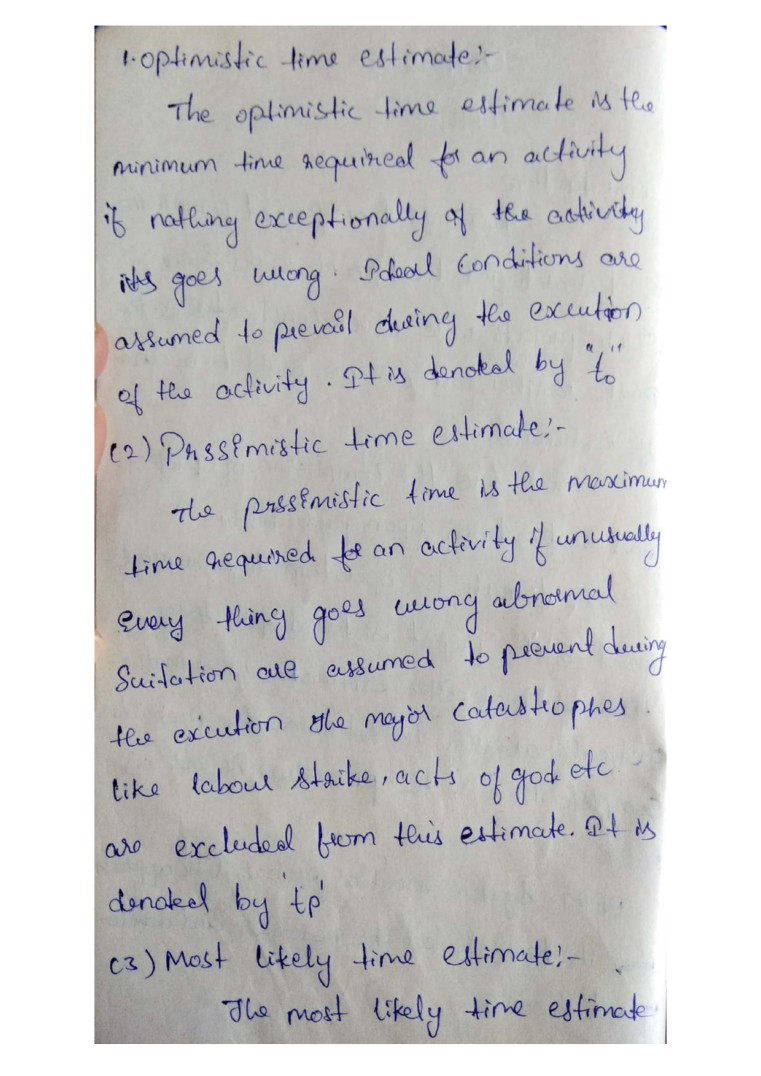 1. optimistic time estimate:-
The optimistic time estimate is the
minimum time required for an activity
if nathing exceptionally of the activity
its goes wrong. Ideal conditions are
assumed to prevail during the excution
of the activity. It is denoted by "to"
(2) Pessimistic time estimate:-
The pessimistic time is the maximum
time required for an activity if unusually
Every thing goes wrong abnormal
Suitation are assumed to prevent during
the excution the major catastrophes.
like labour strike, acts of god etc
are excluded from this estimate. It is
denoted by 'tp'
(3) Most likely time estimate:-
The most likely time estimate